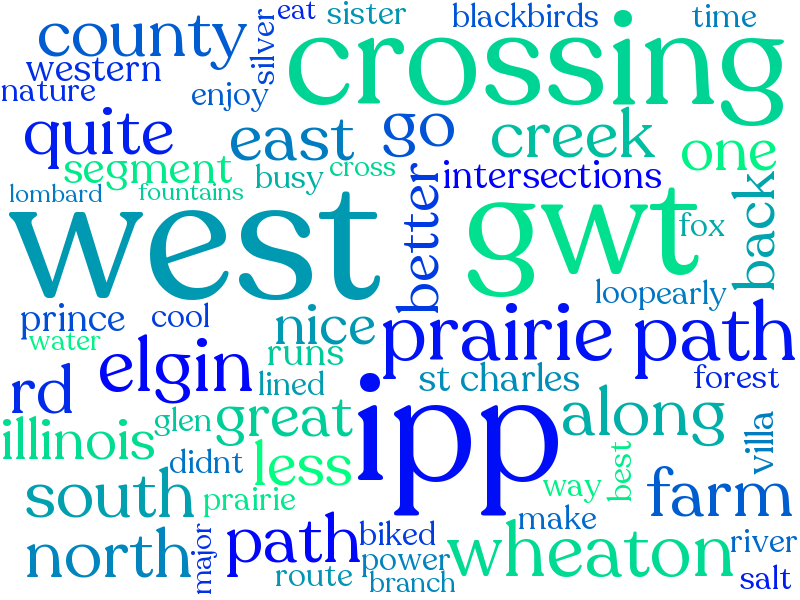 eat
sister
blackbirds
time
county
silver
crossing
western
nature
enjoy
quite
east
go
creek
one
segment
busy
cross
intersections
lombard
fountains
west
better
gwt
fox
back
loop
early
prince
cool
nice
prairie path
water
runs
elgin
lined
st charles
forest
rd
ipp
illinois
glen
great
along
villa
didnt
less
best
south
prairie
way
farm
north
major
path
biked
make
wheaton
river
power
route
branch
salt